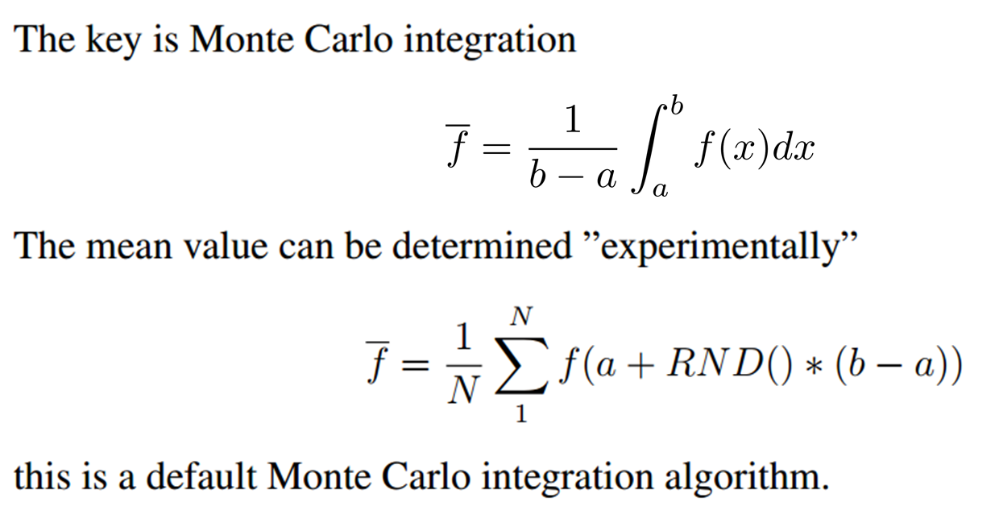 The key is Monte Carlo integration
$$\overline{f} = \frac{1}{b-a} \int_a^b f(x)dx$$
The mean value can be determined ”experimentally”
$$\overline{f} = \frac{1}{N} \sum_1^N f(a + RND() * (b - a))$$
this is a default Monte Carlo integration algorithm.